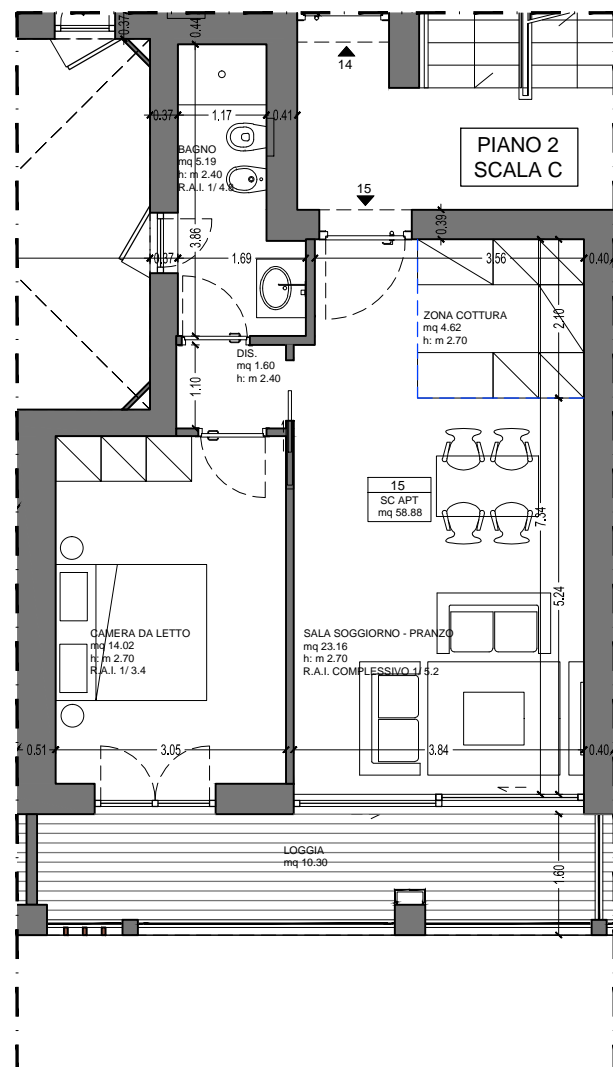 0.37
0.44
14
0.37
1.17
0.41
PIANO 2
SCALA C
BAGNO
mq 5.19
h: m 2.40
R.A.I. 1/ 4.8
15
0.39
3.86
0.37
1.69
3.56
0.40
ZONA COTTURA
mq 4.62
h: m 2.70
2.10
DIS.
mq 1.60
h: m 2.40
1.10
15
SC APT
mq 58.88
7.34
5.24
CAMERA DA LETTO
mq 14.02
h: m 2.70
R.A.I. 1/ 3.4
SALA SOGGIORNO - PRANZO
mq 23.16
h: m 2.70
R.A.I. COMPLESSIVO 1/ 5.2
0.51
3.05
3.84
0.40
LOGGIA
mq 10.30
1.60